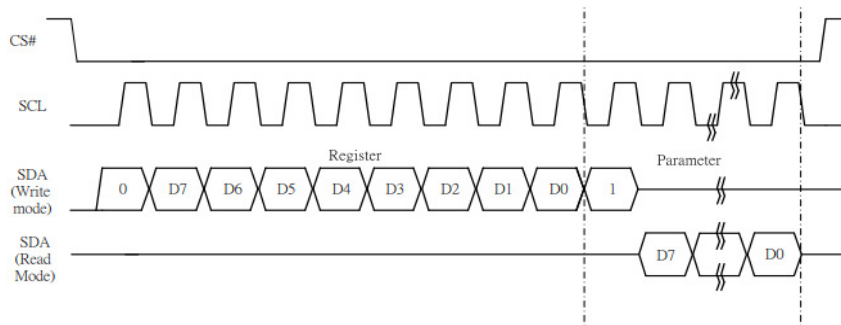 CS#
SCL
Register
Parameter
SDA
(Write
mode)
0 D7 D6 D5 D4 D3 D2 D1 D0 1
SDA
(Read
Mode)
D7 D0